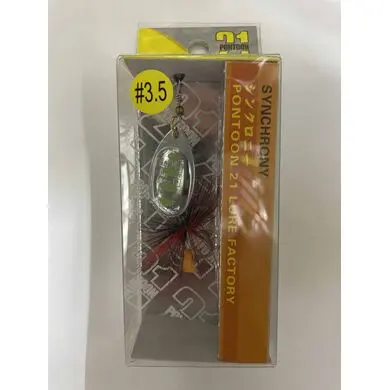 21
PONTOON
#3.5
SYNCHRONY
シンクロニー
PONTOON 21 LURE FACTORY